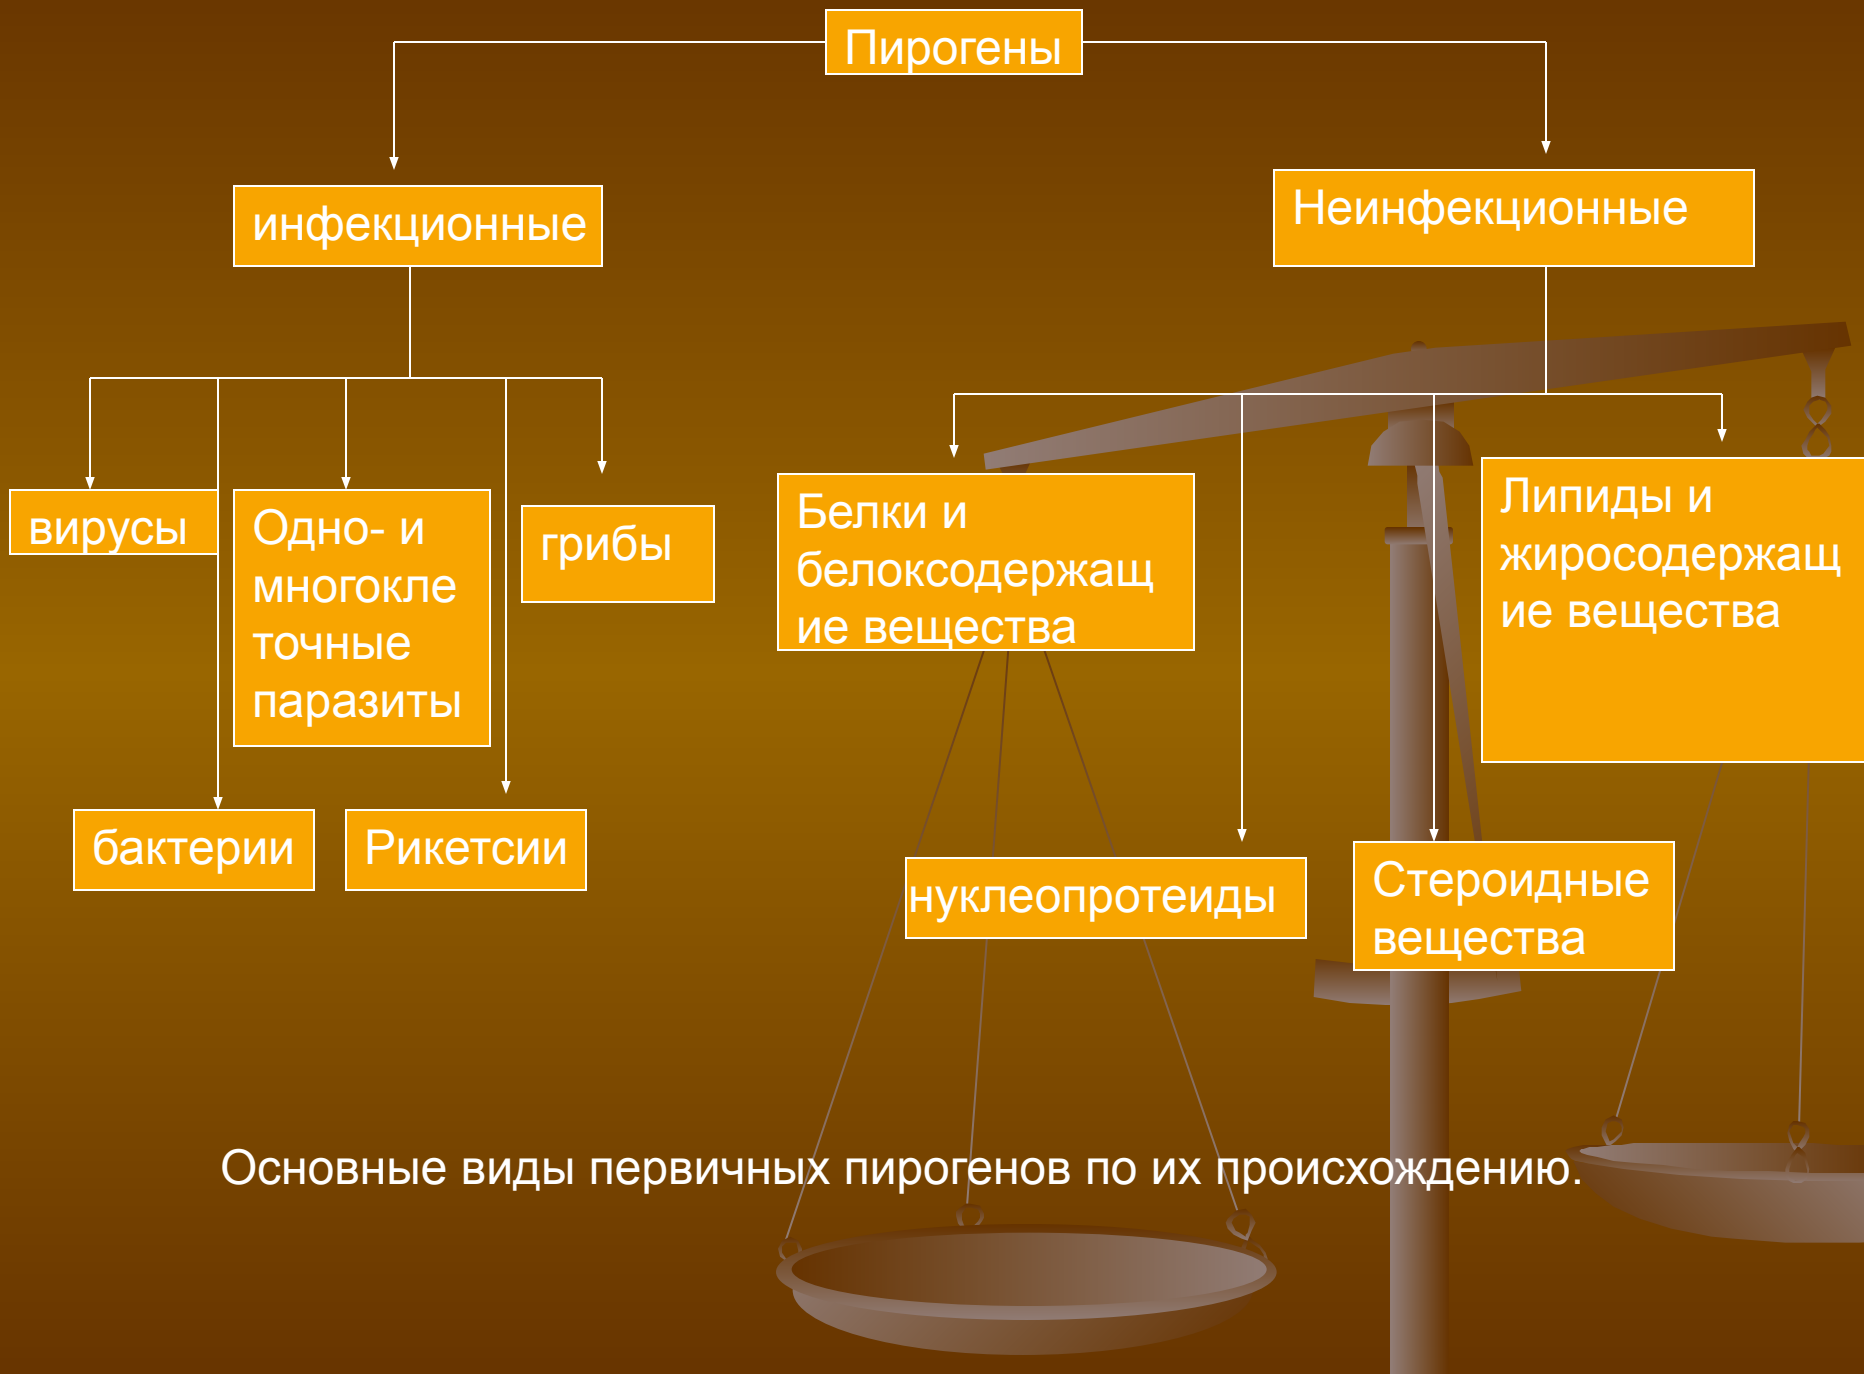 Пирогены
инфекционные
Неинфекционные
вирусы
Одно- и
многокле
точные
паразиты
грибы
Белки и
белоксодержащ
ие вещества
Липиды и
жиросодержащ
ие вещества
бактерии
Рикетсии
нуклеопротеиды
Стероидные
вещества
Основные виды первичных пирогенов по их происхождению.